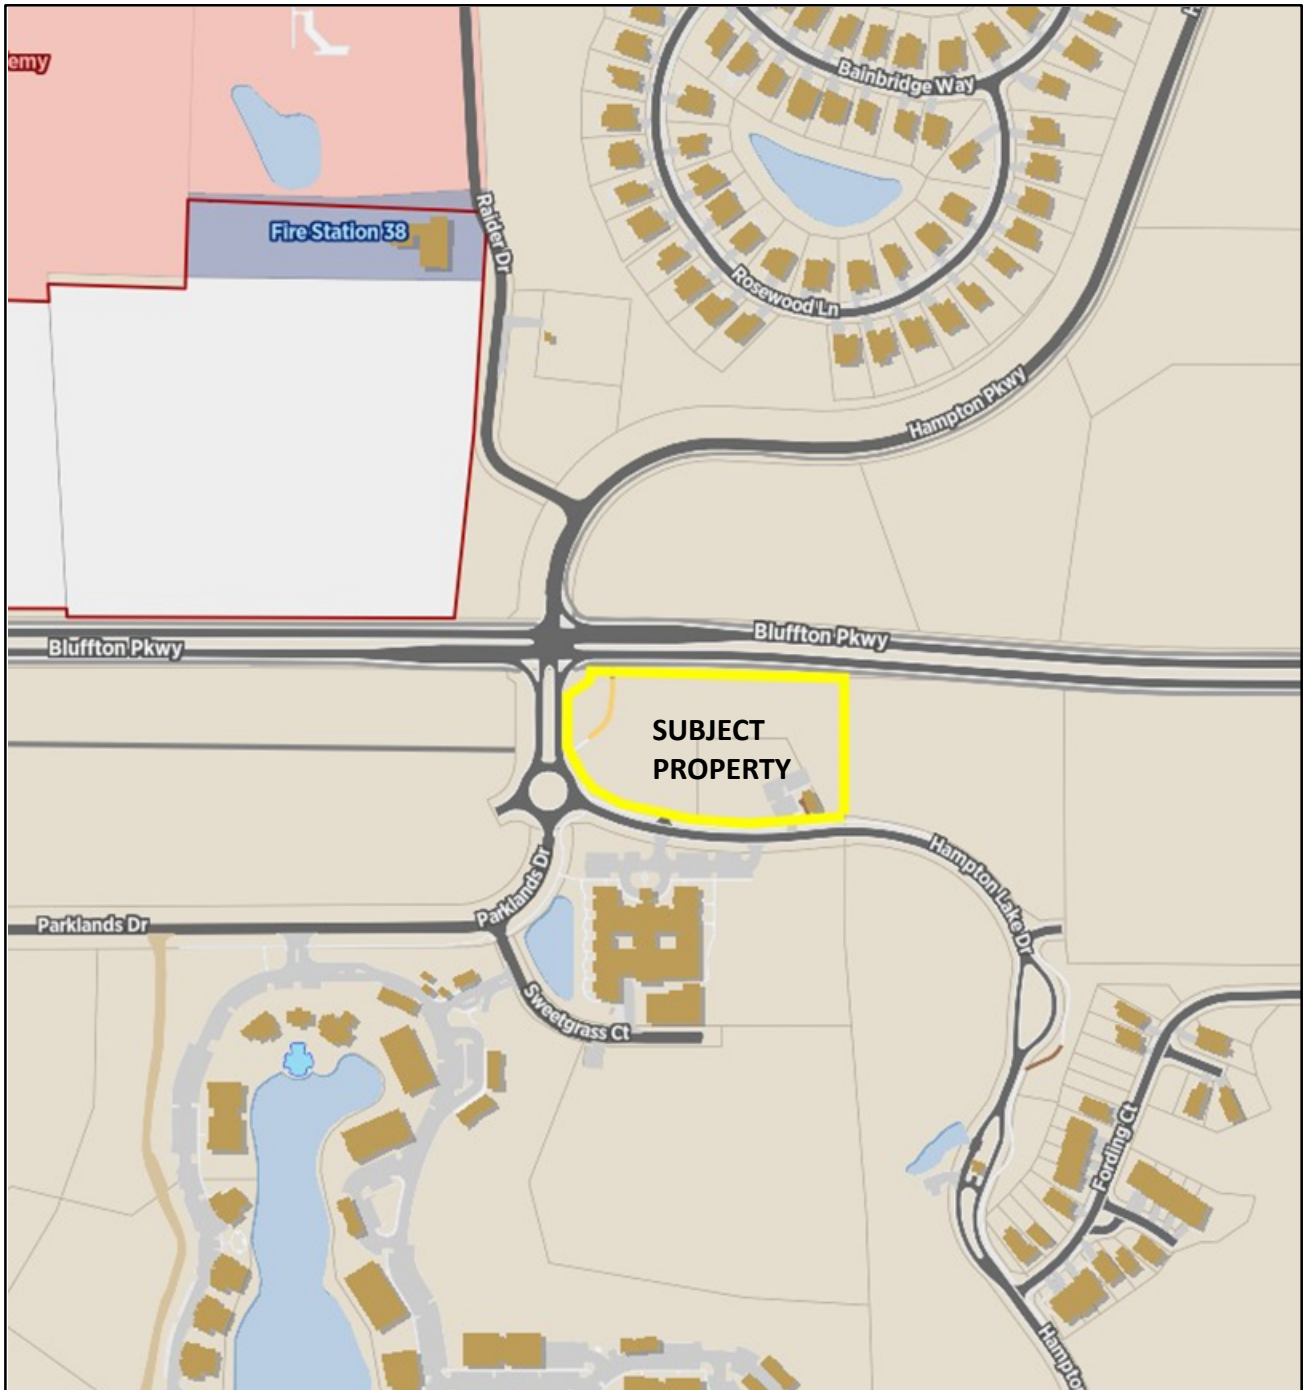 emy
Bainbridge Way
H
Raider Dr
Fire Station 38
Rosewood Ln
Hampton Pkwy
Bluffton Pkwy
Bluffton Pkwy
SUBJECT
PROPERTY
Hampton Lake Dr
Parklands Dr
Parklands Dr
Sweetgrass Ct
Fording Ct
Hampto